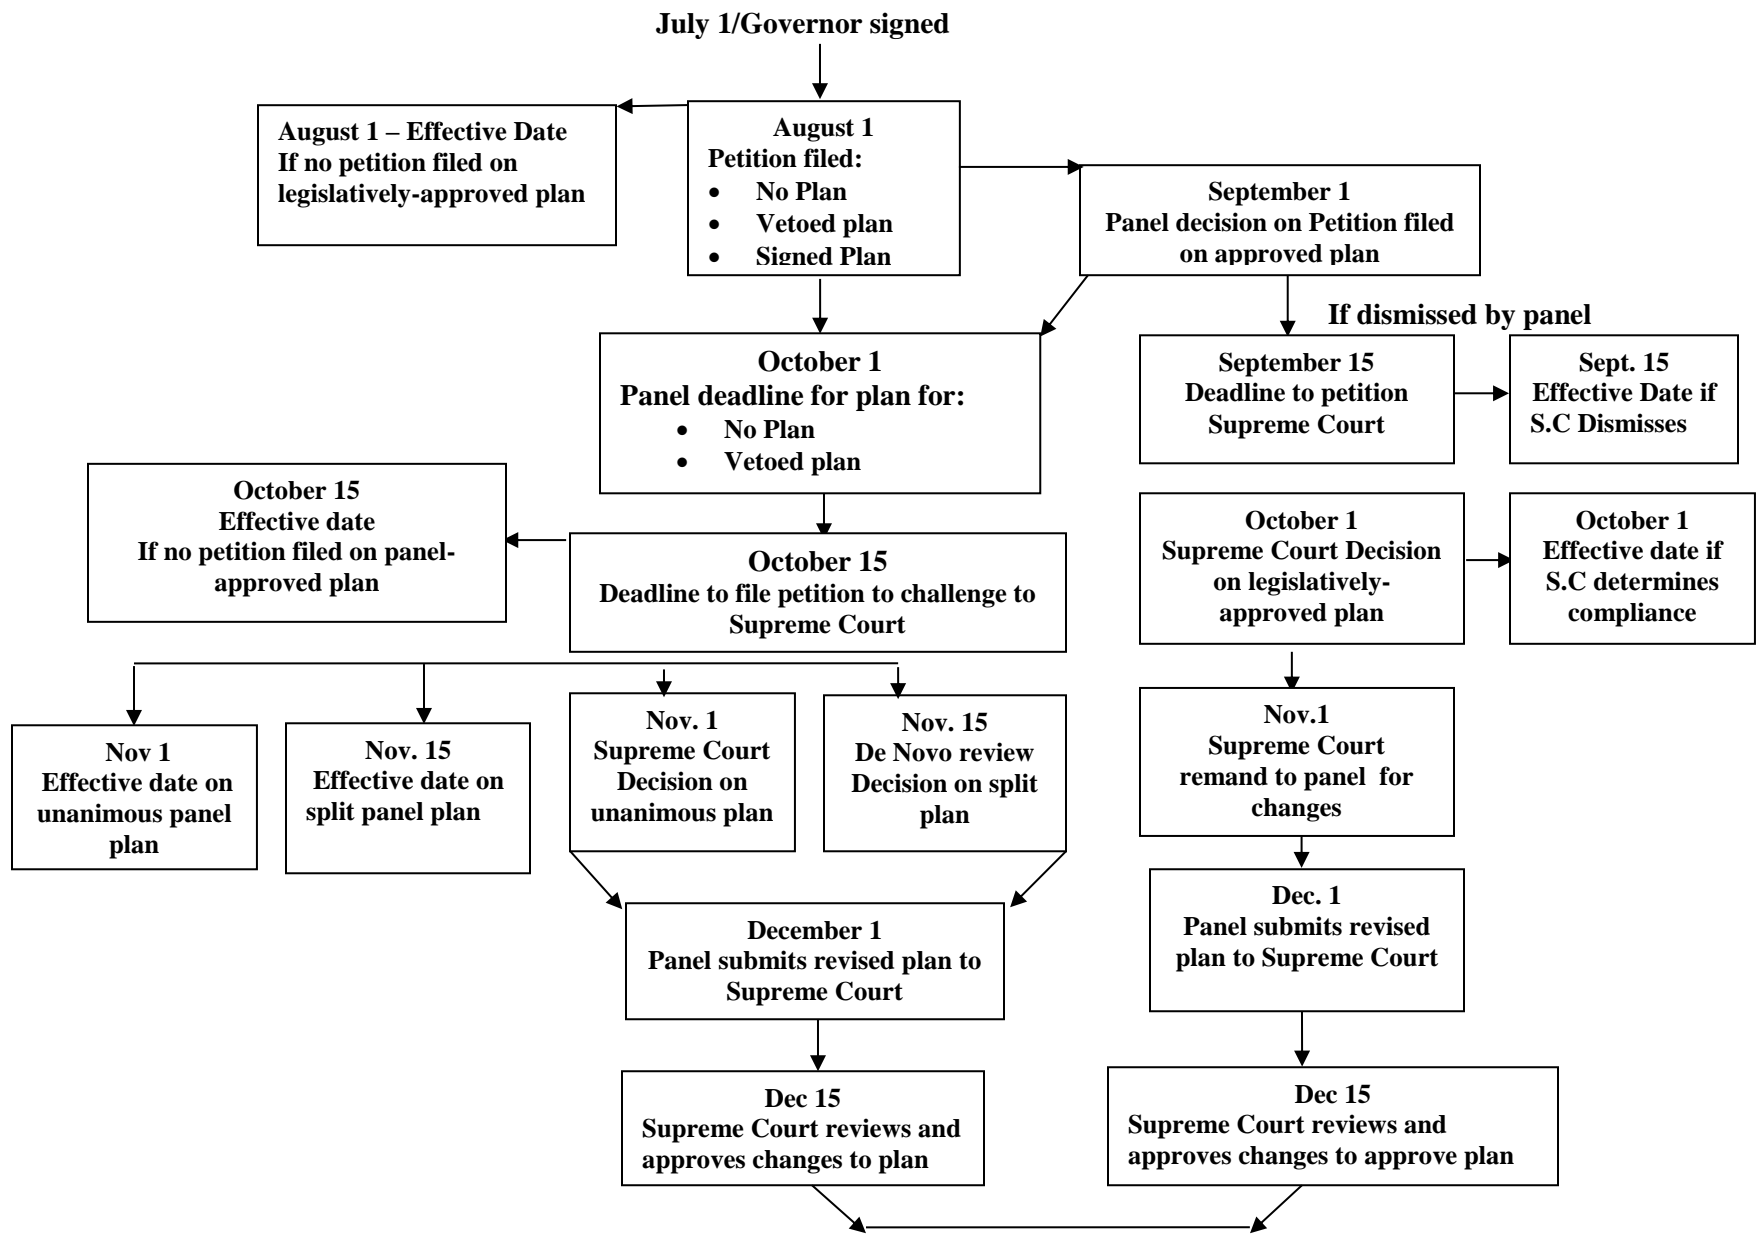 July 1/Governor signed
August 1 – Effective Date
If no petition filed on
legislatively-approved plan
August 1
Petition filed:
• No Plan
• Vetoed plan
• Signed Plan
September 1
Panel decision on Petition filed
on approved plan
If dismissed by panel
October 1
Panel deadline for plan for:
• No Plan
• Vetoed plan
September 15
Deadline to petition
Supreme Court
Sept. 15
Effective Date if
S.C Dismisses
October 15
Effective date
If no petition filed on panel-
approved plan
October 15
Deadline to file petition to challenge to
Supreme Court
October 1
Supreme Court Decision
on legislatively-
approved plan
October 1
Effective date if
S.C determines
compliance
Nov 1
Effective date on
unanimous panel
plan
Nov. 15
Effective date on
split panel plan
Nov. 1
Supreme Court
Decision on
unanimous plan
Nov. 15
De Novo review
Decision on split
plan
Nov.1
Supreme Court
remand to panel for
changes
December 1
Panel submits revised plan to
Supreme Court
Dec. 1
Panel submits revised
plan to Supreme Court
Dec 15
Supreme Court reviews and
approves changes to plan
Dec 15
Supreme Court reviews and
approves changes to approve plan